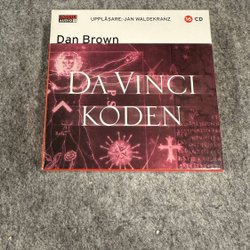 UPPLÄSARE: JAN WALDEKRANZ
16 CD
Dan Brown
DA VINCI
KODEN